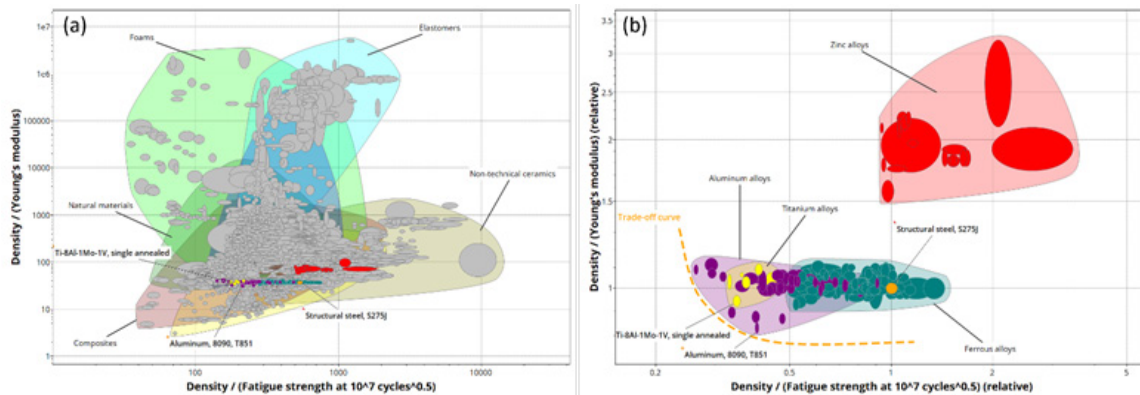 (a)
Foams
Elastomers
1e7
1e6
100000
10000
1000
100
10
1
Density / (Young's modulus)
Non-technical ceramics
Natural materials
Ti-8Al-1Mo-1V, single annealed
Structural steel, S275J
Composites
Aluminum, 8090, T851
100
1000
10000
Density / (Fatigue strength at 10^7 cycles^0.5)
(b)
Zinc alloys
3.5
3
2.5
2
1.5
1
Density / (Young's modulus) (relative)
Aluminum alloys
Titanium alloys
Trade-off curve
Structural steel, S275J
Ti-8Al-1Mo-1V, single annealed
Aluminum, 8090, T851
Ferrous alloys
0.2
0.5
1
2
5
Density / (Fatigue strength at 10^7 cycles^0.5) (relative)